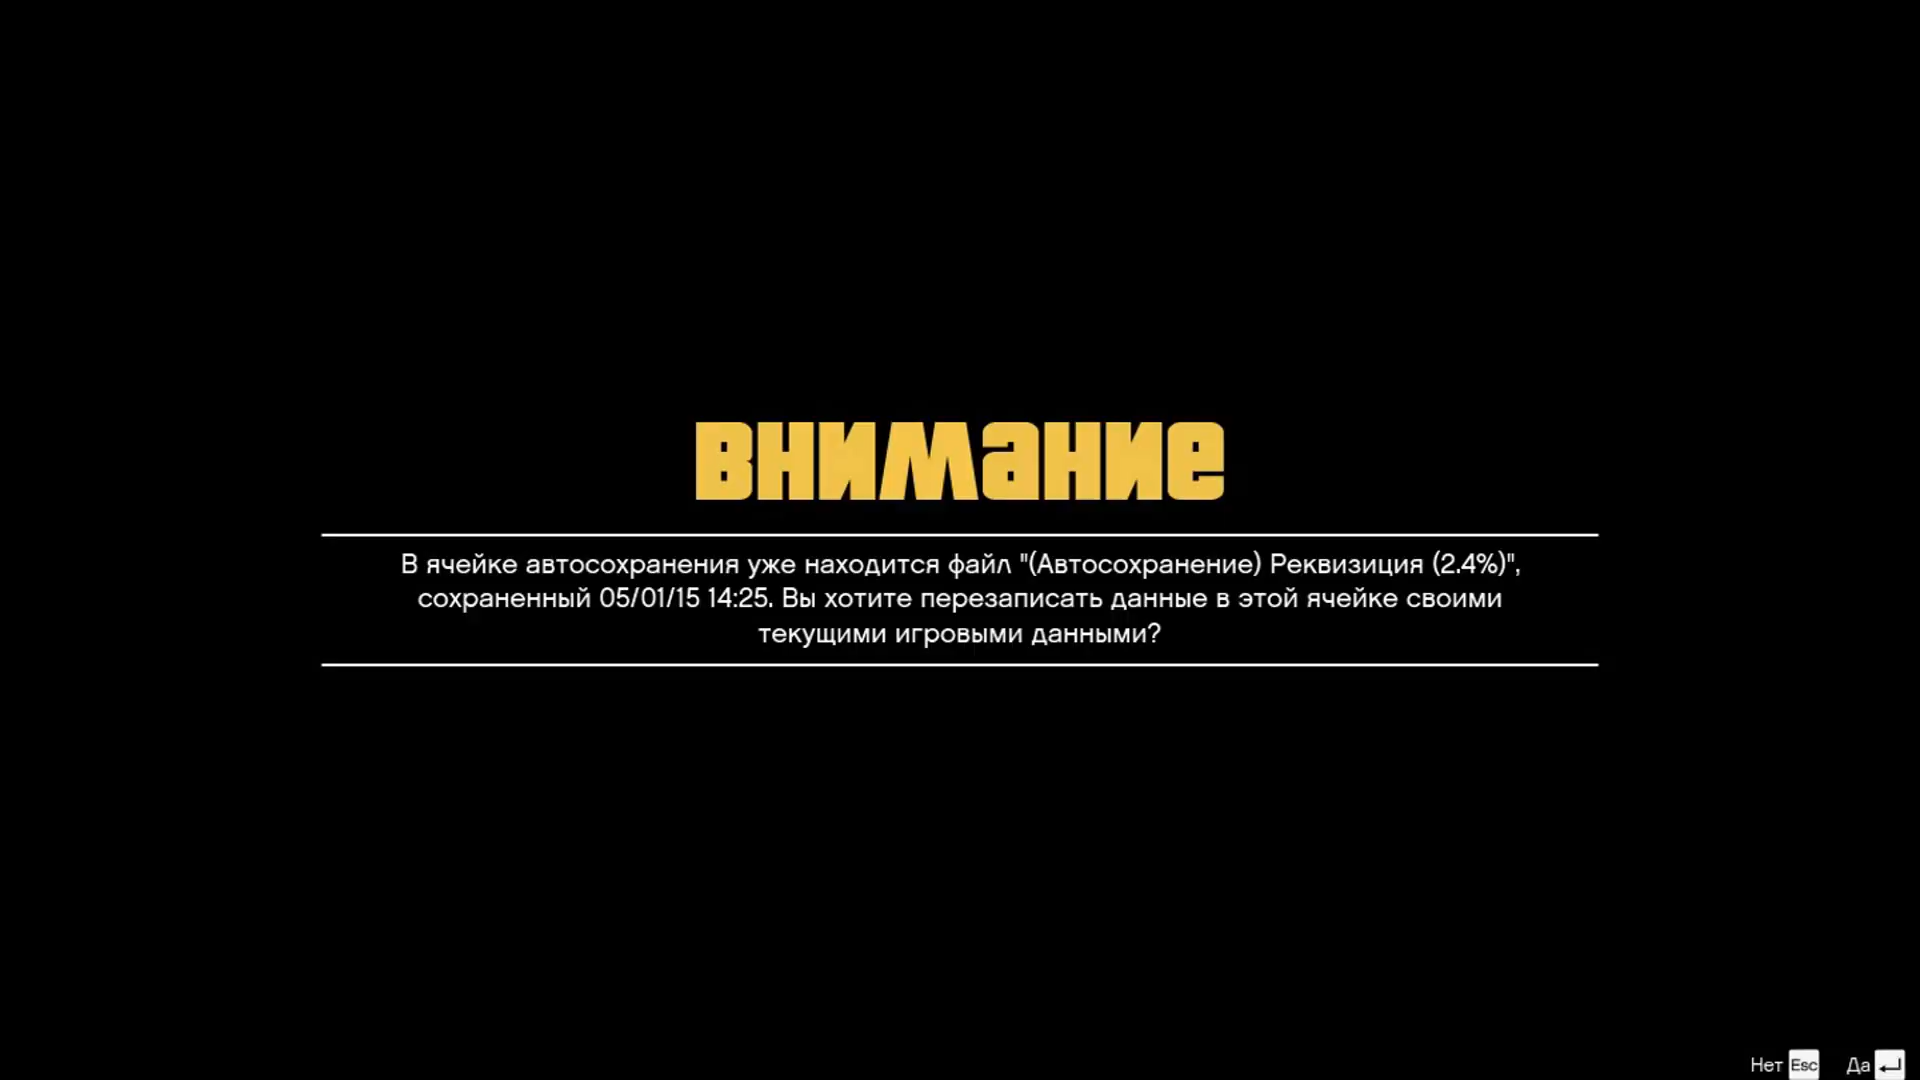 внимание
В ячейке автосохранения уже находится файл "(Автосохранение) Реквизиция (2.4%)",
сохраненный 05/01/15 14:25. Вы хотите перезаписать данные в этой ячейке своими
текущими игровыми данными?
Нет Esc Да